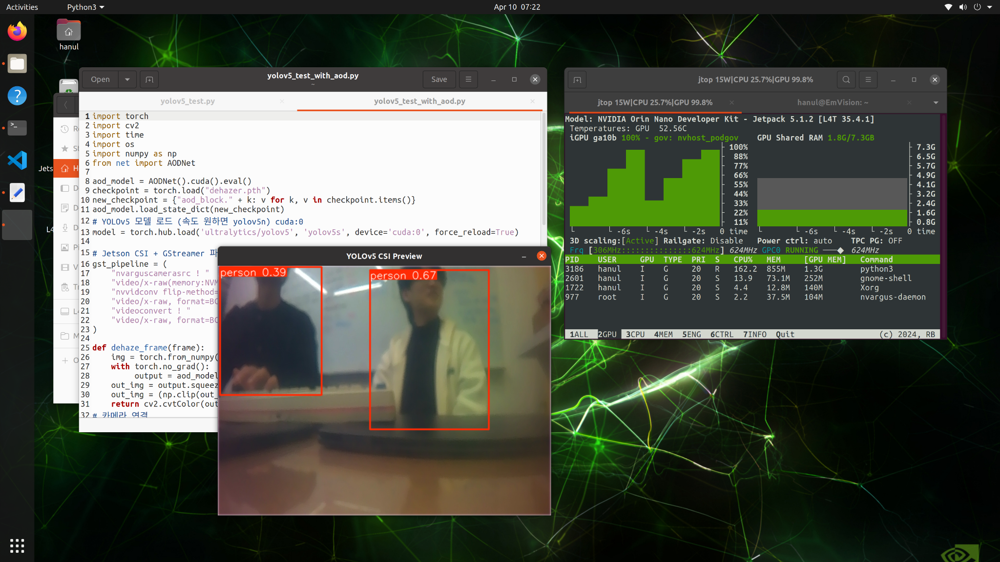 Activities
Python3
Apr 10 07:22
hanul
Jets
L4
Open
yolov5_test_with_aod.py
~
Save
yolov5_test.py
yolov5_test_with_aod.py
1 import torch
2 import cv2
3 import time
4 import os
5 import numpy as np
6 from net import AODNet
7
8 aod_model = AODNet().cuda().eval()
9 checkpoint = torch.load("dehazer.pth")
10 new_checkpoint = {"aod_block." + k: v for k, v in checkpoint.items()}
11 aod_model.load_state_dict(new_checkpoint)
12 # YOLOv5 모델 로드 (속도 원하면 yolov5n) cuda:0
13 model = torch.hub.load('ultralytics/yolov5', 'yolov5s', device='cuda:0', force_reload=True)
14
15 # Jetson CSI + GStreamer 파
16 gst_pipeline = (
17 "nvarguscamerasrc ! "
18 "video/x-raw(memory:NVM
19 "nvvidconv flip-method=
20 "video/x-raw, format=BG
21 "videoconvert ! "
22 "video/x-raw, format=BG
23 )
24
25 def dehaze_frame(frame):
26 img = torch.from_numpy(
27 with torch.no_grad():
28 output = aod_model
29 out_img = output.squeez
30 out_img = (np.clip(out_
31 return cv2.cvtColor(out
32 # 카메라 연결
YOLOv5 CSI Preview
person 0.39
person 0.67
jtop 15W|CPU 25.7%|GPU 99.8%
jtop 15W|CPU 25.7%|GPU 99.8%
hanul@EmVision: ~
Model: NVIDIA Orin Nano Developer Kit - Jetpack 5.1.2 [L4T 35.4.1]
Temperatures: GPU 52.56C
iGPU ga10b 100% - gov: nvhost_podgov
GPU Shared RAM 1.8G/7.3GB
100%
88%
77%
66%
55%
44%
33%
22%
11%
-6s -4s -2s 0 time
7.3G
6.5G
5.7G
4.9G
4.1G
3.2G
2.4G
1.6G
0.8G
-6s -4s -2s 0 time
3D scaling:[Active] Railgate: Disable Power ctrl: auto TPC PG: OFF
Frq [306MHz:::::::::::::::624MHz] 624MHz GPC0 RUNNING 624MHz
PID USER GPU TYPE PRI S CPU% MEM [GPU MEM] Command
3186 hanul I G 20 R 162.2 855M 1.3G python3
2601 hanul I G 20 S 13.9 73.1M 252M gnome-shell
1722 hanul I G 20 S 4.4 12.8M 140M Xorg
977 root I G 20 S 2.2 37.5M 104M nvargus-daemon
1ALL 2GPU 3CPU 4MEM 5ENG 6CTRL 7INFO Quit (c) 2024, RB